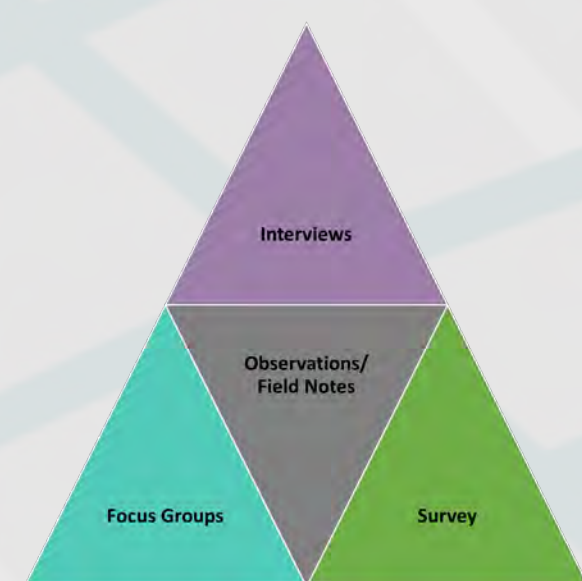 Interviews
Observations/
Field Notes
Focus Groups
Survey